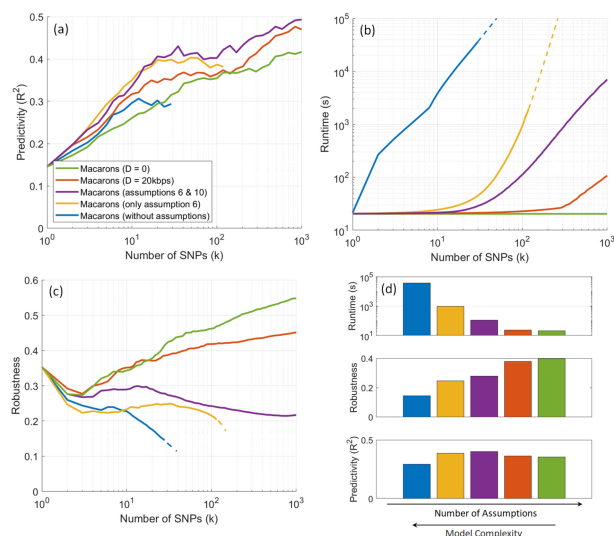 (a)
Predictivity (R²)
0.5
0.4
0.3
0.2
0.1
0
Macarons (D = 0)
Macarons (D = 20kbps)
Macarons (assumptions 6 & 10)
Macarons (only assumption 6)
Macarons (without assumptions)
10⁰ 10¹ 10² 10³
Number of SNPs (k)
(b)
Runtime (s)
10⁵
10⁴
10³
10²
10¹
10⁰ 10¹ 10² 10³
Number of SNPs (k)
(c)
Robustness
0.6
0.5
0.4
0.3
0.2
0.1
0
10⁰ 10¹ 10² 10³
Number of SNPs (k)
(d)
Runtime (s)
10⁵
10³
10¹
Robustness
0.4
0.2
0
Predictivity (R²)
0.5
0
Number of Assumptions
Model Complexity